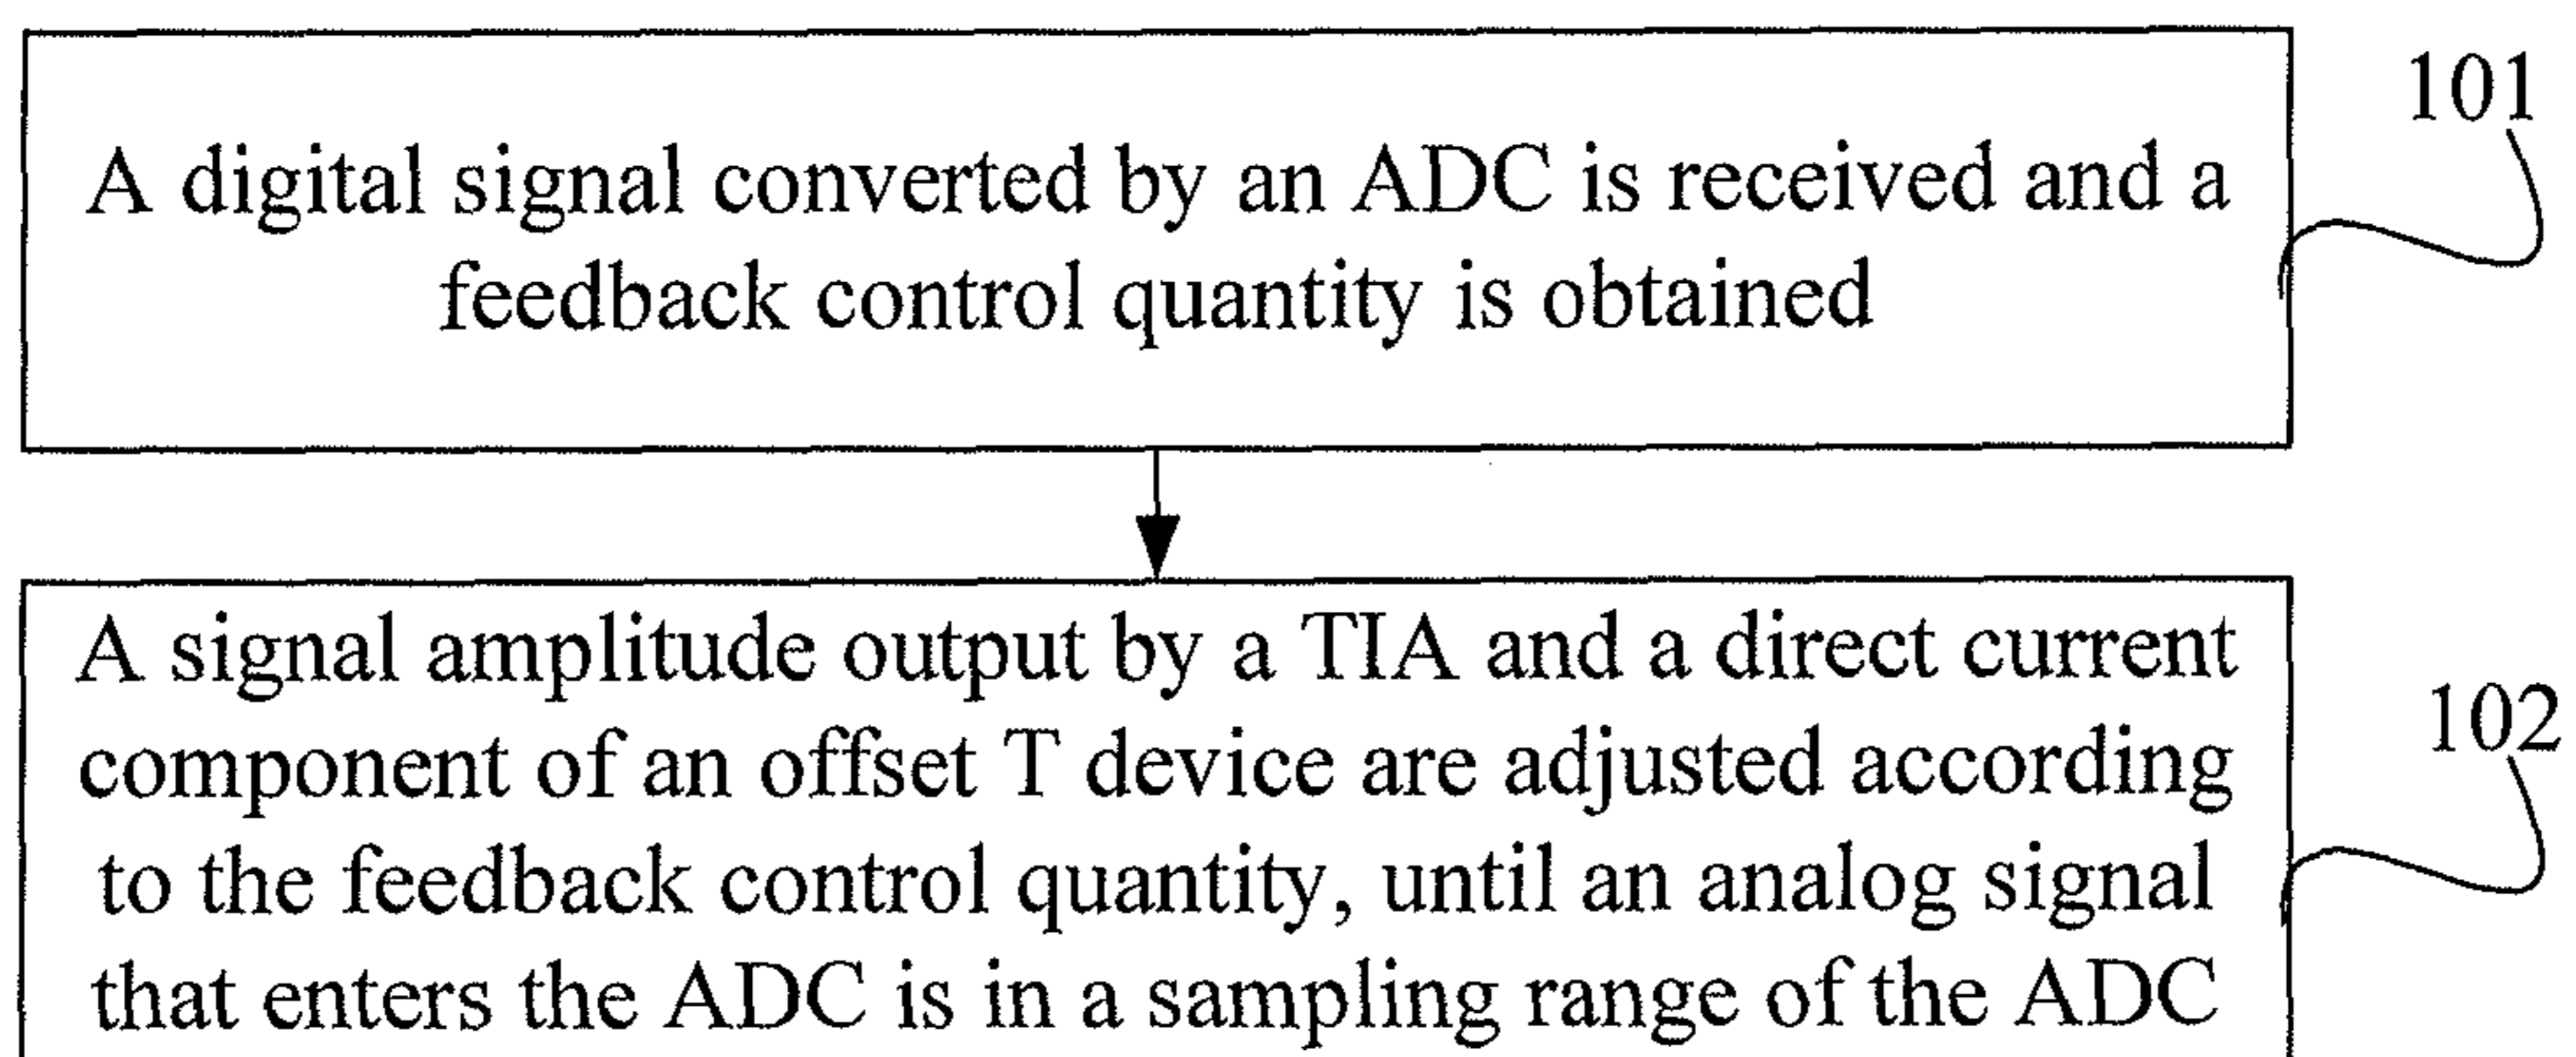 101
A digital signal converted by an ADC is received and a
feedback control quantity is obtained
A signal amplitude output by a TIA and a direct current
component of an offset T device are adjusted according
102
to the feedback control quantity, until an analog signal
that enters the ADC is in a sampling range of the ADC